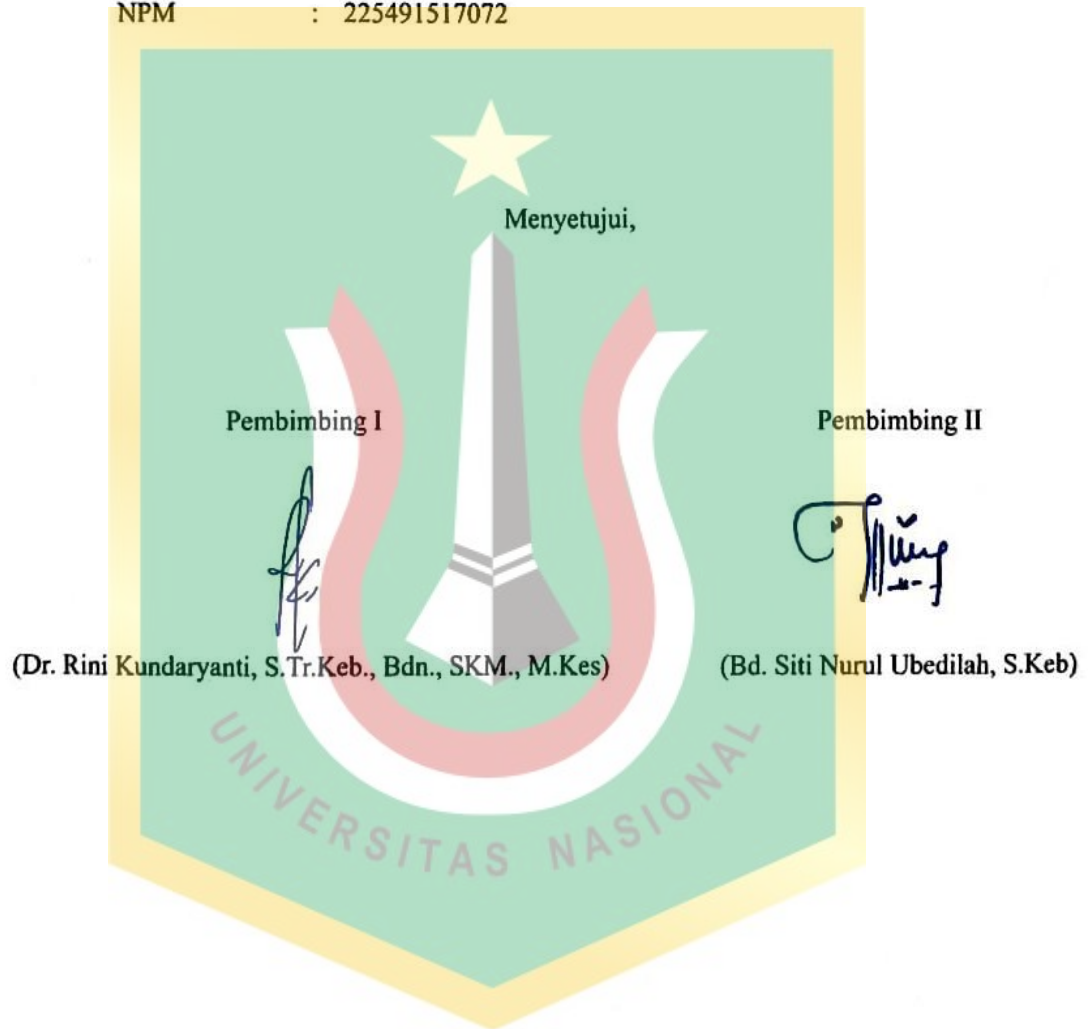 NPM : 225491517072
Menyetujui,
Pembimbing I Pembimbing II
(Dr. Rini Kundaryanti, S.Tr.Keb., Bdn., SKM., M.Kes) (Bd. Siti Nurul Ubedilah, S.Keb)
UNIVERSITAS NASIONAL